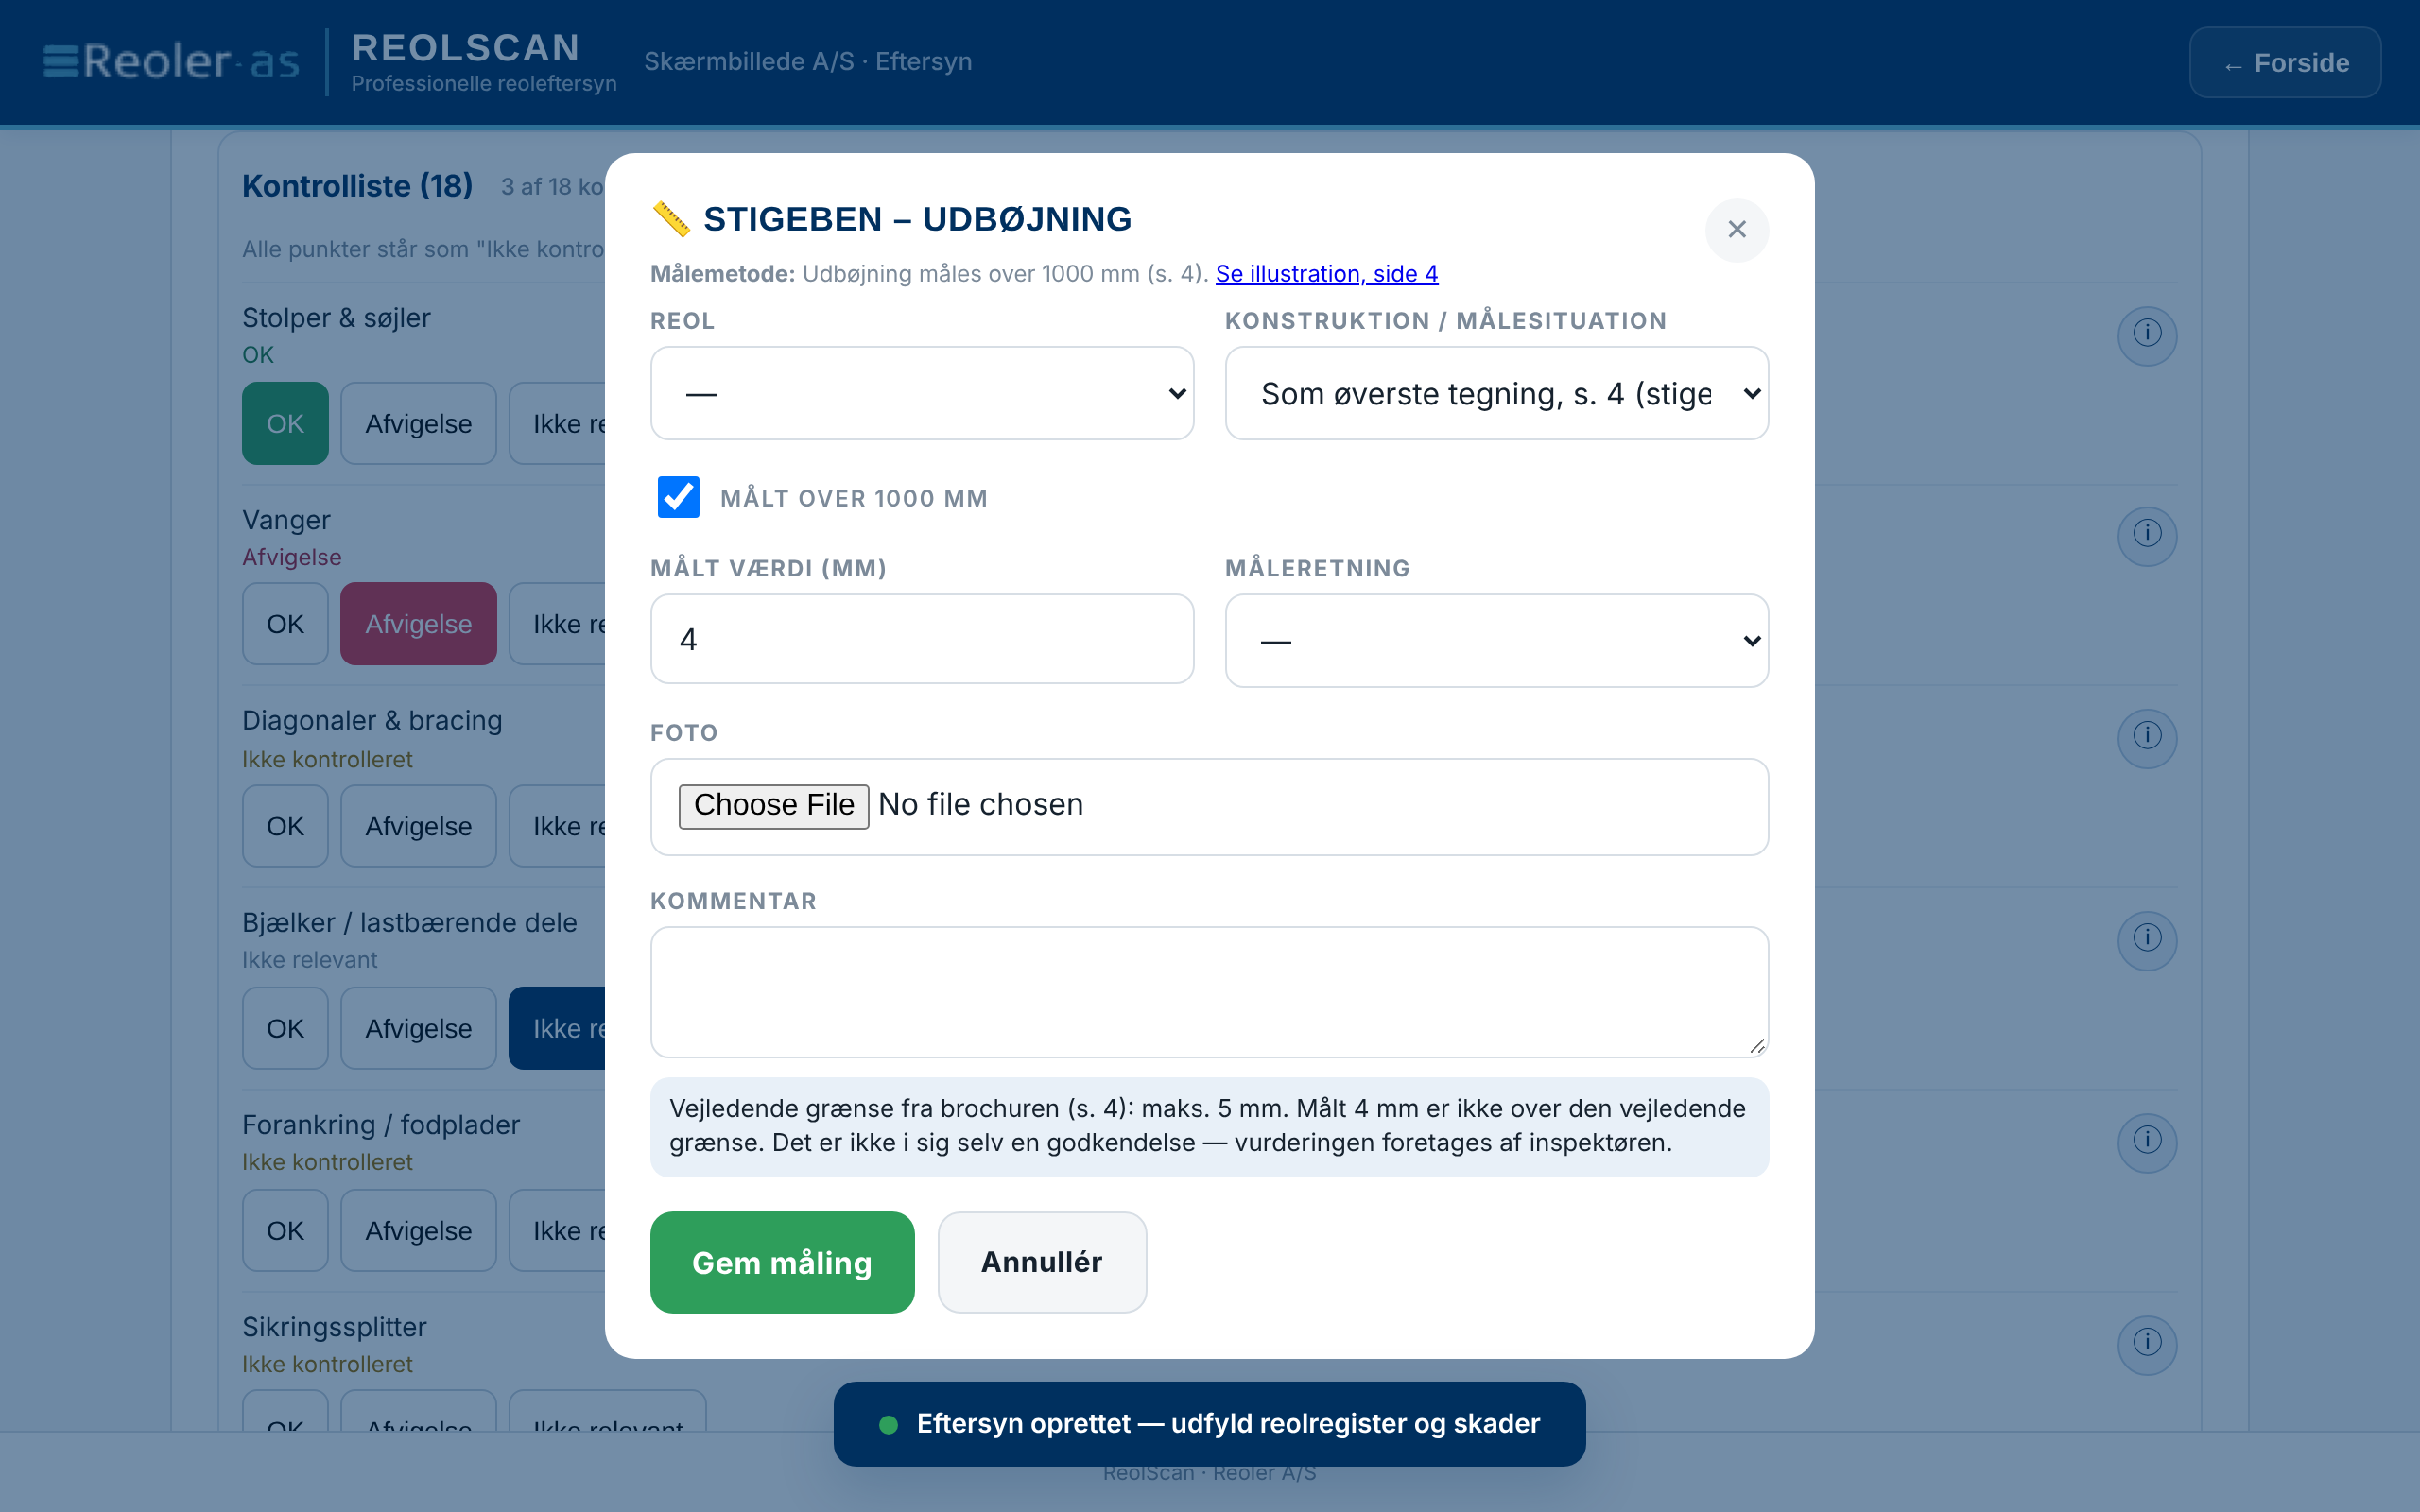 Reoler·as
REOLSCAN
Professionelle reoleftersyn
Skærmbillede A/S · Eftersyn
← Forside
Kontrolliste (18)
3 af 18 ko
Alle punkter står som "Ikke kontro
Stolper & søjler
OK
OK
Afvigelse
Ikke re
Vanger
Afvigelse
OK
Afvigelse
Ikke re
Diagonaler & bracing
Ikke kontrolleret
OK
Afvigelse
Ikke re
Bjælker / lastbærende dele
Ikke relevant
OK
Afvigelse
Ikke re
Forankring / fodplader
Ikke kontrolleret
OK
Afvigelse
Ikke re
Sikringssplitter
Ikke kontrolleret
OK
Afvigelse
Ikke relevant
STIGEBEN – UDBØJNING
Målemetode: Udbøjning måles over 1000 mm (s. 4). Se illustration, side 4
REOL
KONSTRUKTION / MÅLESITUATION
—
Som øverste tegning, s. 4 (stige
MÅLT OVER 1000 MM
MÅLT VÆRDI (MM)
MÅLERETNING
4
—
FOTO
Choose File No file chosen
KOMMENTAR
Vejledende grænse fra brochuren (s. 4): maks. 5 mm. Målt 4 mm er ikke over den vejledende
grænse. Det er ikke i sig selv en godkendelse — vurderingen foretages af inspektøren.
Gem måling
Annullér
Eftersyn oprettet — udfyld reolregister og skader
ReolScan · Reoler A/S